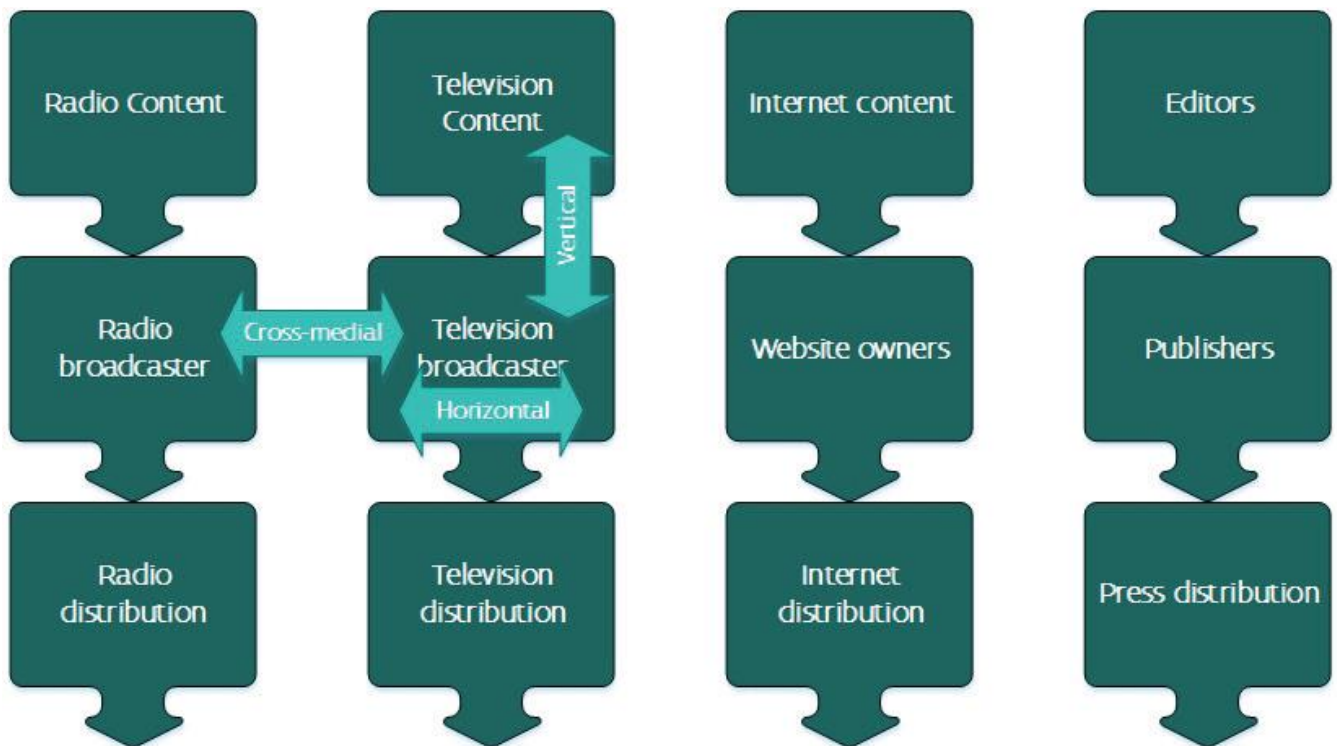 Radio Content
Television
Content
Internet content
Editors
Vertical
Radio
broadcaster
Cross-medial
Television
broadcaster
Horizontal
Website owners
Publishers
Radio
distribution
Television
distribution
Internet
distribution
Press distribution